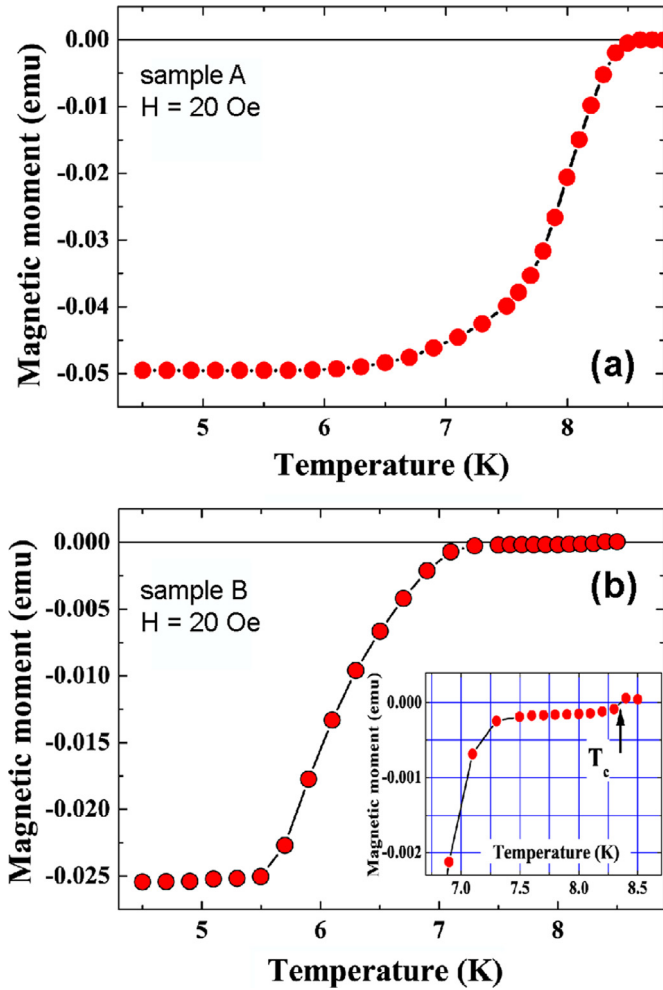 0.00
-0.01
-0.02
-0.03
-0.04
-0.05
Magnetic moment (emu)
sample A
H = 20 Oe
(a)
5 6 7 8
Temperature (K)
0.000
-0.005
-0.010
-0.015
-0.020
-0.025
Magnetic moment (emu)
sample B
H = 20 Oe
(b)
0.000
-0.001
-0.002
Magnetic moment (emu)
Tc
Temperature (K)
7.0 7.5 8.0 8.5
5 6 7 8
Temperature (K)